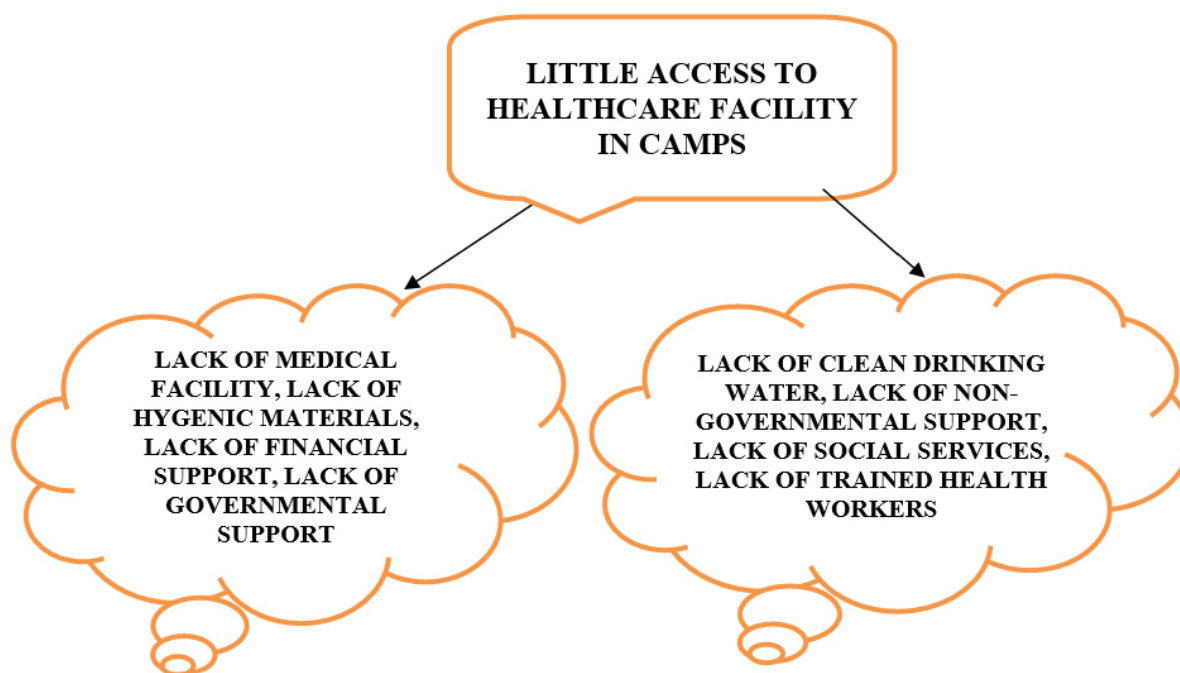 LITTLE ACCESS TO
HEALTHCARE FACILITY
IN CAMPS
LACK OF MEDICAL
FACILITY, LACK OF
HYGENIC MATERIALS,
LACK OF FINANCIAL
SUPPORT, LACK OF
GOVERNMENTAL
SUPPORT
LACK OF CLEAN DRINKING
WATER, LACK OF NON-
GOVERNMENTAL SUPPORT,
LACK OF SOCIAL SERVICES,
LACK OF TRAINED HEALTH
WORKERS